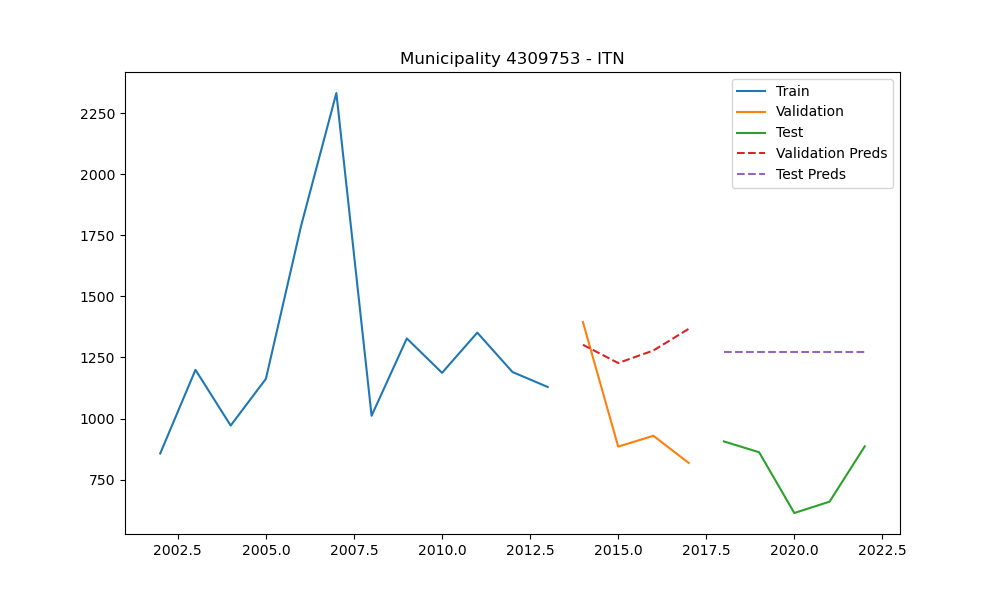 Municipality 4309753 - ITN
Train
Validation
Test
Validation Preds
Test Preds
2250
2000
1750
1500
1250
1000
750
2002.5 2005.0 2007.5 2010.0 2012.5 2015.0 2017.5 2020.0 2022.5